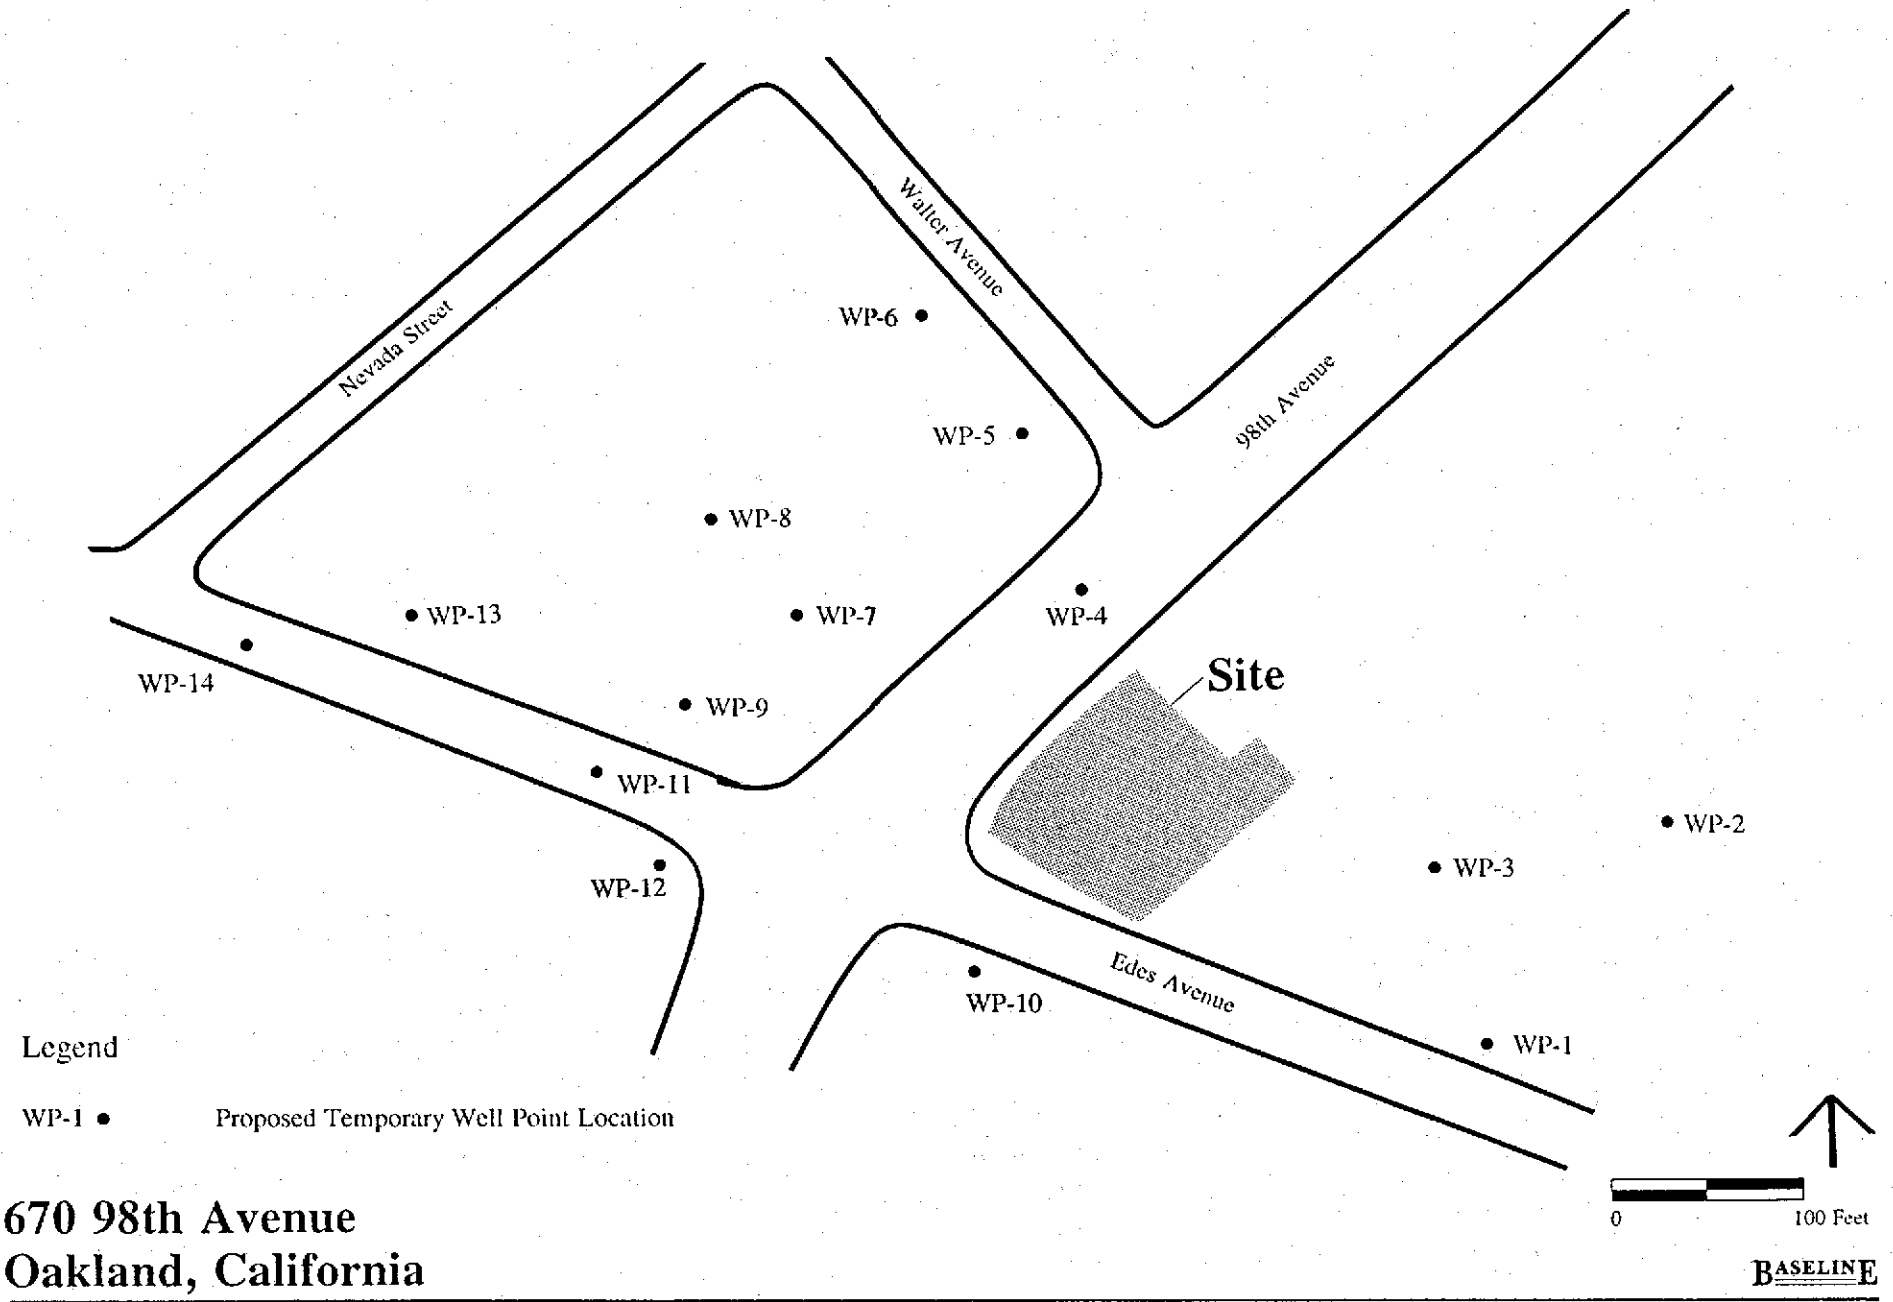 Walter Avenue
WP-6
Nevada Street
98th Avenue
WP-5
WP-8
WP-13
WP-7
WP-4
Site
WP-14
WP-9
WP-11
WP-2
WP-3
WP-12
Edes Avenue
WP-10
WP-1
Legend
WP-1
Proposed Temporary Well Point Location
0
100 Feet
670 98th Avenue
Oakland, California
BASELINE